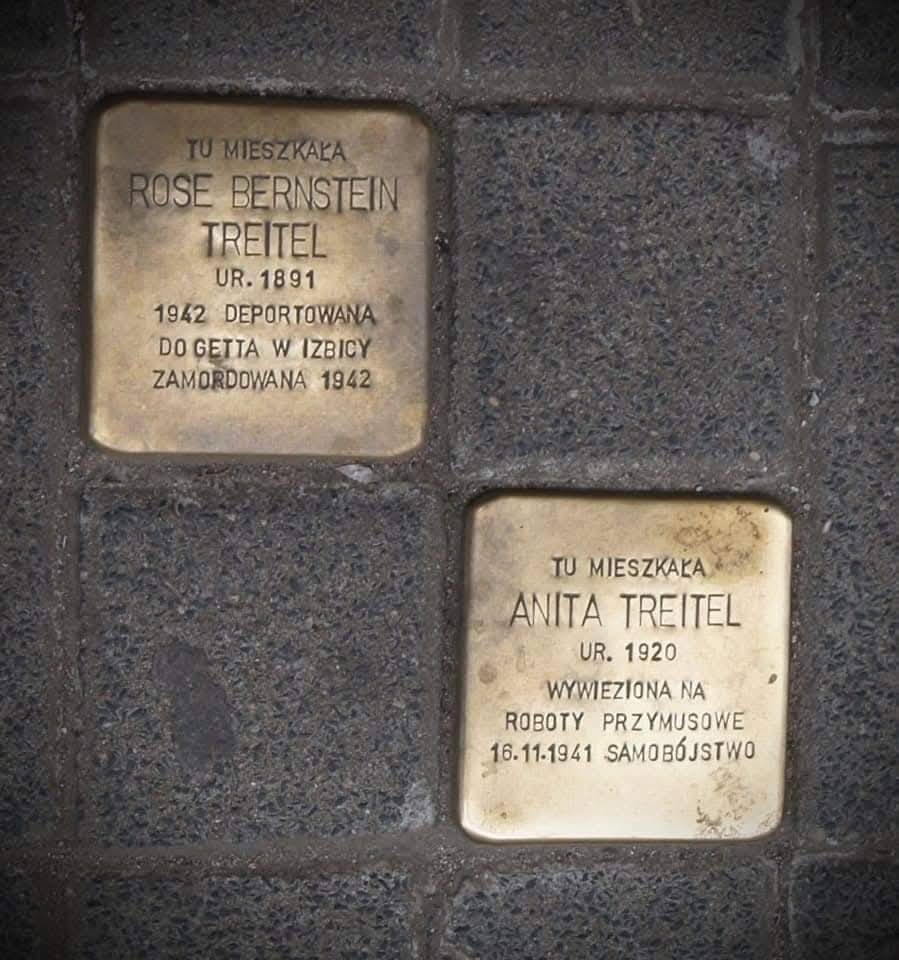 TU MIESZKAŁA
ROSE BERNSTEIN
TREITEL
UR. 1891
1942 DEPORTOWANA
DO GETTA W IZBICY
ZAMORDOWANA 1942
TU MIESZKAŁA
ANITA TREITEL
UR. 1920
WYWIEZIONA NA
ROBOTY PRZYMUSOWE
16.11.1941 SAMOBÓJSTWO